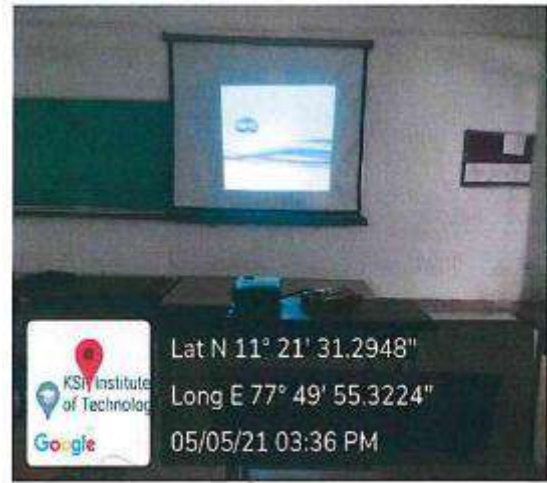 Lat N 11° 21' 31.2948"
KSR Institute
of Technolog
Long E 77° 49' 55.3224"
Google
05/05/21 03:36 PM